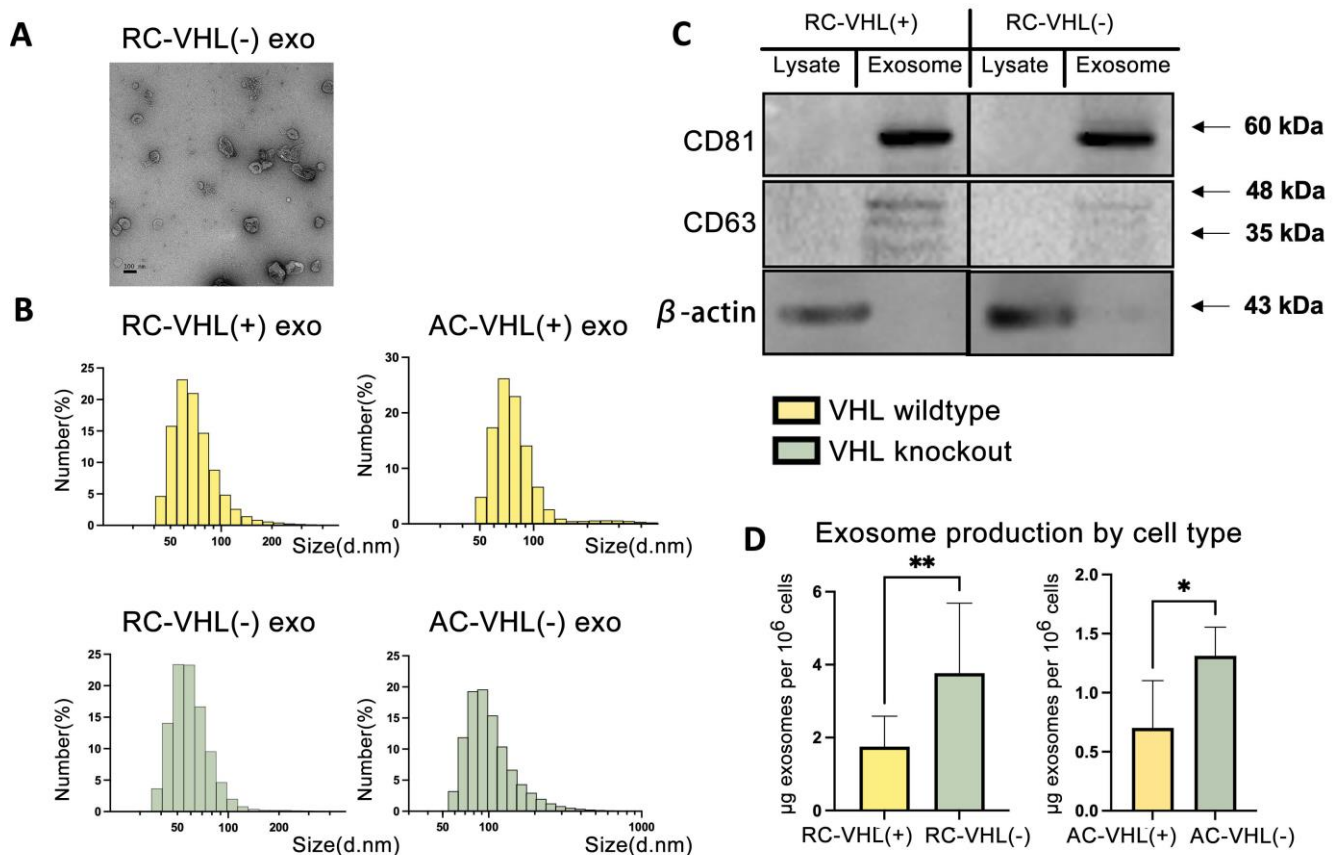 A
RC-VHL(-) exo
100 nm
B
RC-VHL(+) exo
Number(%)
25
20
15
10
5
0
50
100
200
Size(d.nm)
AC-VHL(+) exo
Number(%)
30
20
10
0
50
100
Size(d.nm)
RC-VHL(-) exo
Number(%)
25
20
15
10
5
0
50
100
200
Size(d.nm)
AC-VHL(-) exo
Number(%)
25
20
15
10
5
0
50
100
1000
Size(d.nm)
C
RC-VHL(+) RC-VHL(-)
Lysate Exosome Lysate Exosome
CD81 60 kDa
48 kDa
CD63
35 kDa
β-actin 43 kDa
VHL wildtype
VHL knockout
D
Exosome production by cell type
µg exosomes per 10⁶ cells
6
4
2
0
**
RC-VHL(+) RC-VHL(-)
µg exosomes per 10⁶ cells
2.0
1.5
1.0
0.5
0.0
*
AC-VHL(+) AC-VHL(-)